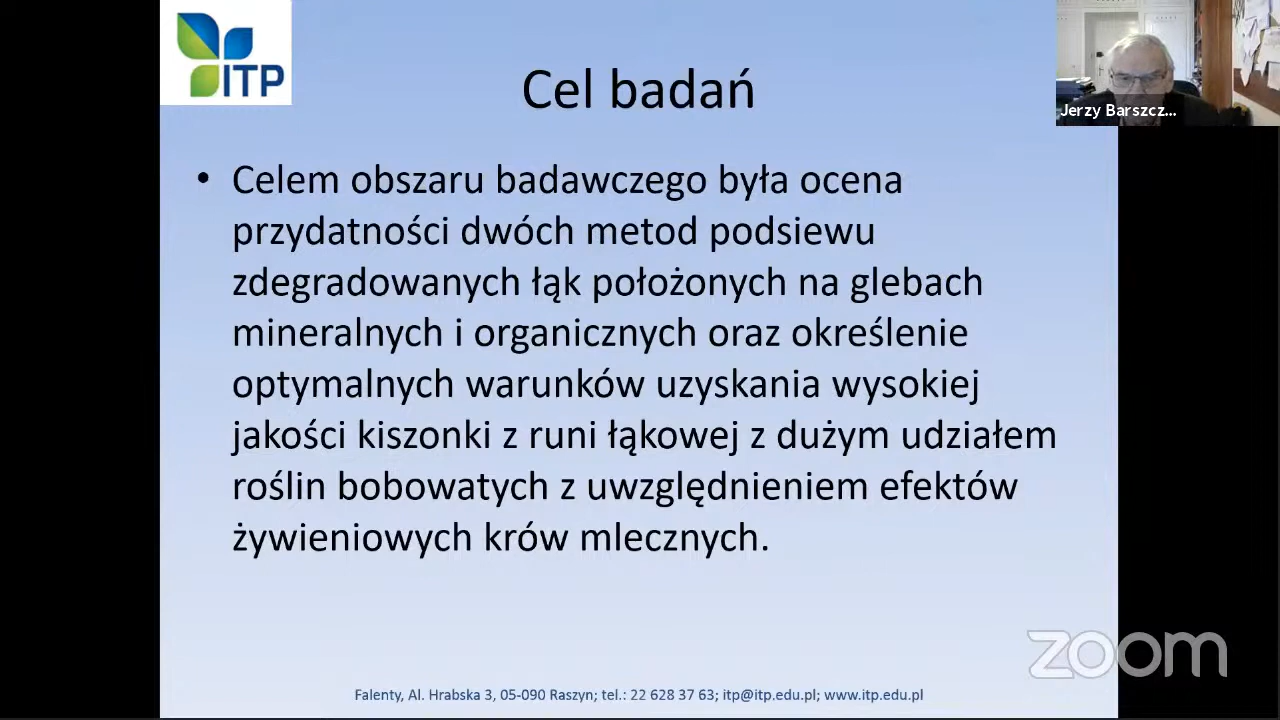 ITP
Cel badań
Jerzy Barszcz...
• Celem obszaru badawczego była ocena
przydatności dwóch metod podsiewu
zdegradowanych łąk położonych na glebach
mineralnych i organicznych oraz określenie
optymalnych warunków uzyskania wysokiej
jakości kiszonki z runi łąkowej z dużym udziałem
roślin bobowatych z uwzględnieniem efektów
żywieniowych krów mlecznych.
zoom
Falenty, Al. Hrabska 3, 05-090 Raszyn; tel.: 22 628 37 63; itp@itp.edu.pl; www.itp.edu.pl